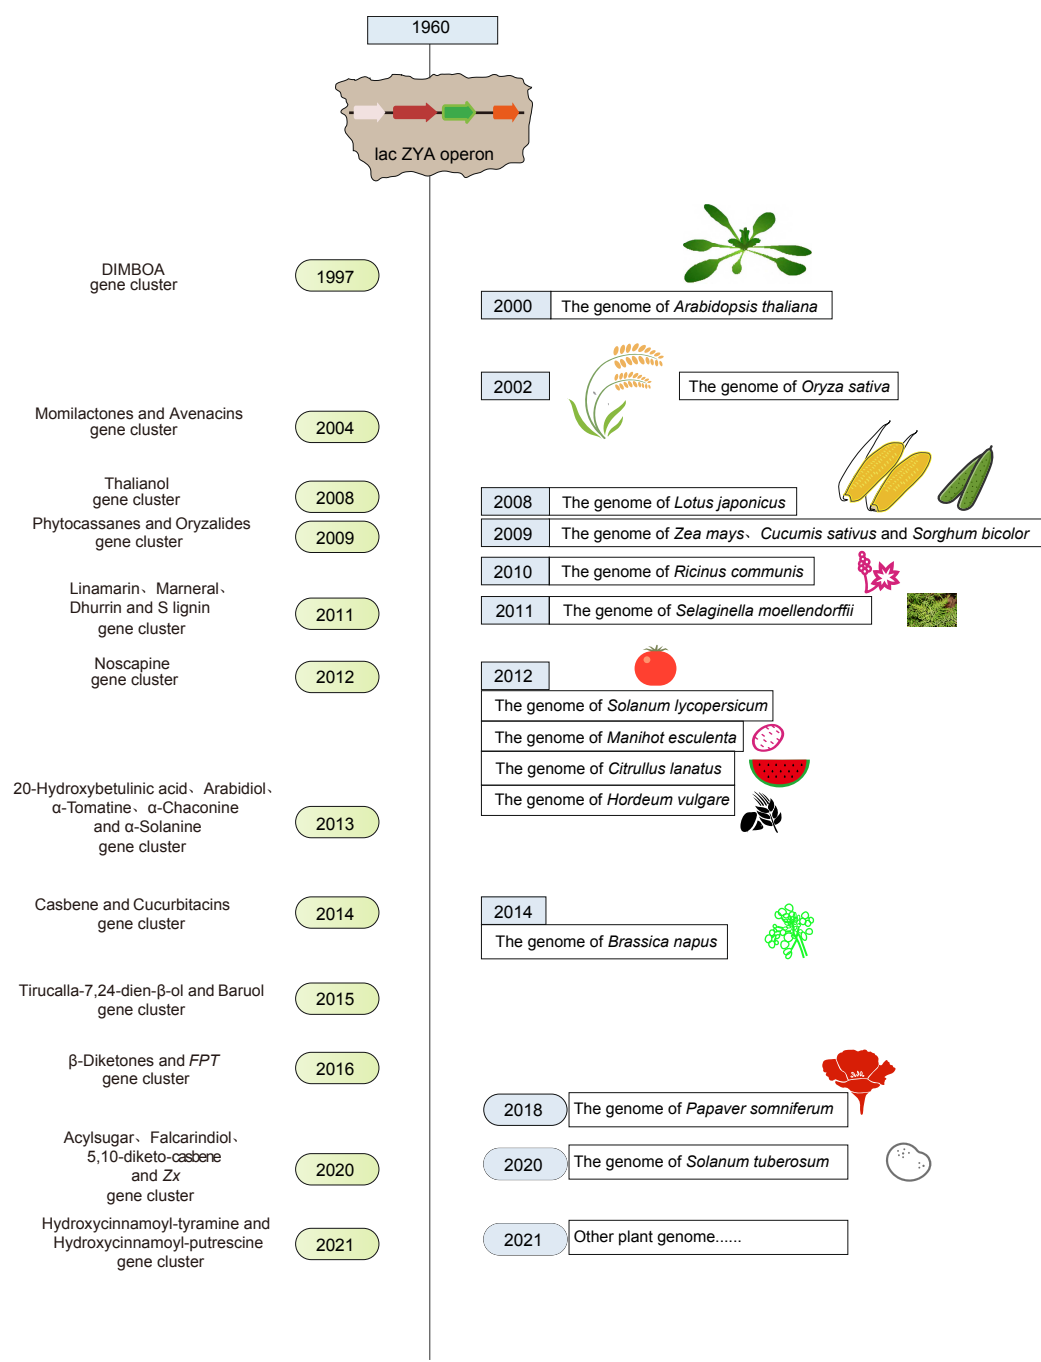 1960
lac ZYA operon
DIMBOA
gene cluster
1997
2000
The genome of Arabidopsis thaliana
2002
The genome of Oryza sativa
Momilactones and Avenacins
gene cluster
2004
Thalianol
gene cluster
2008
2008
The genome of Lotus japonicus
Phytocassanes and Oryzalides
gene cluster
2009
2009
The genome of Zea mays、Cucumis sativus and Sorghum bicolor
2010
The genome of Ricinus communis
Linamarin、Marneral、
Dhurrin and S lignin
gene cluster
2011
2011
The genome of Selaginella moellendorffii
Noscapine
gene cluster
2012
2012
The genome of Solanum lycopersicum
The genome of Manihot esculenta
The genome of Citrullus lanatus
The genome of Hordeum vulgare
20-Hydroxybetulinic acid、Arabidiol、
α-Tomatine、α-Chaconine
and α-Solanine
gene cluster
2013
Casbene and Cucurbitacins
gene cluster
2014
2014
The genome of Brassica napus
Tirucalla-7,24-dien-β-ol and Baruol
gene cluster
2015
β-Diketones and FPT
gene cluster
2016
2018
The genome of Papaver somniferum
Acylsugar、Falcarindiol、
5,10-diketo-casbene
and Zx
gene cluster
2020
2020
The genome of Solanum tuberosum
Hydroxycinnamoyl-tyramine and
Hydroxycinnamoyl-putrescine
gene cluster
2021
2021
Other plant genome......